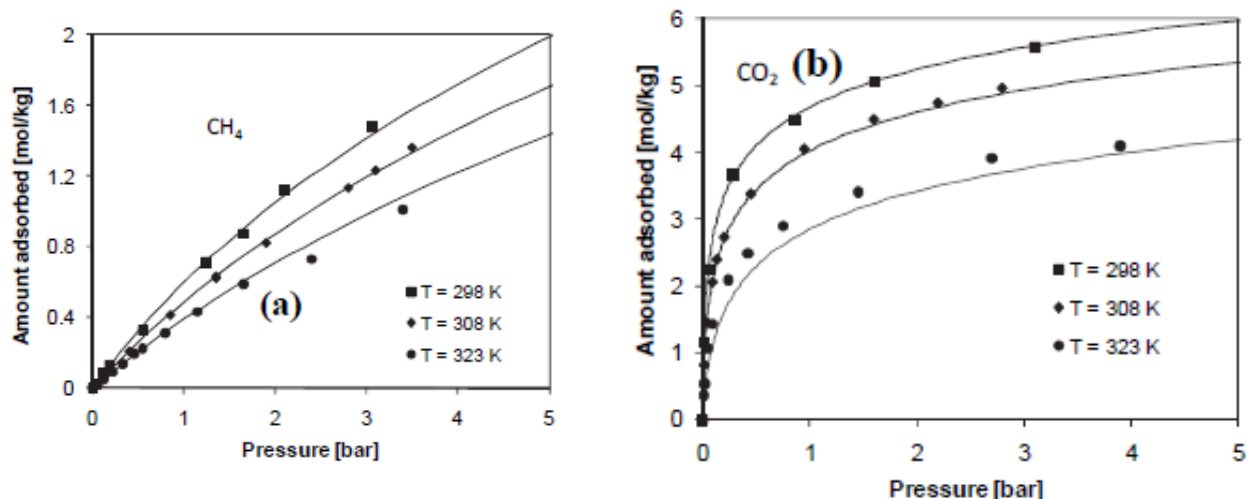 2
1.6
1.2
0.8
0.4
0
Amount adsorbed [mol/kg]
CH4
(a)
T = 298 K
T = 308 K
T = 323 K
0 1 2 3 4 5
Pressure [bar]
6
5
4
3
2
1
0
Amount adsorbed [mol/kg]
CO2 (b)
T = 298 K
T = 308 K
T = 323 K
0 1 2 3 4 5
Pressure [bar]